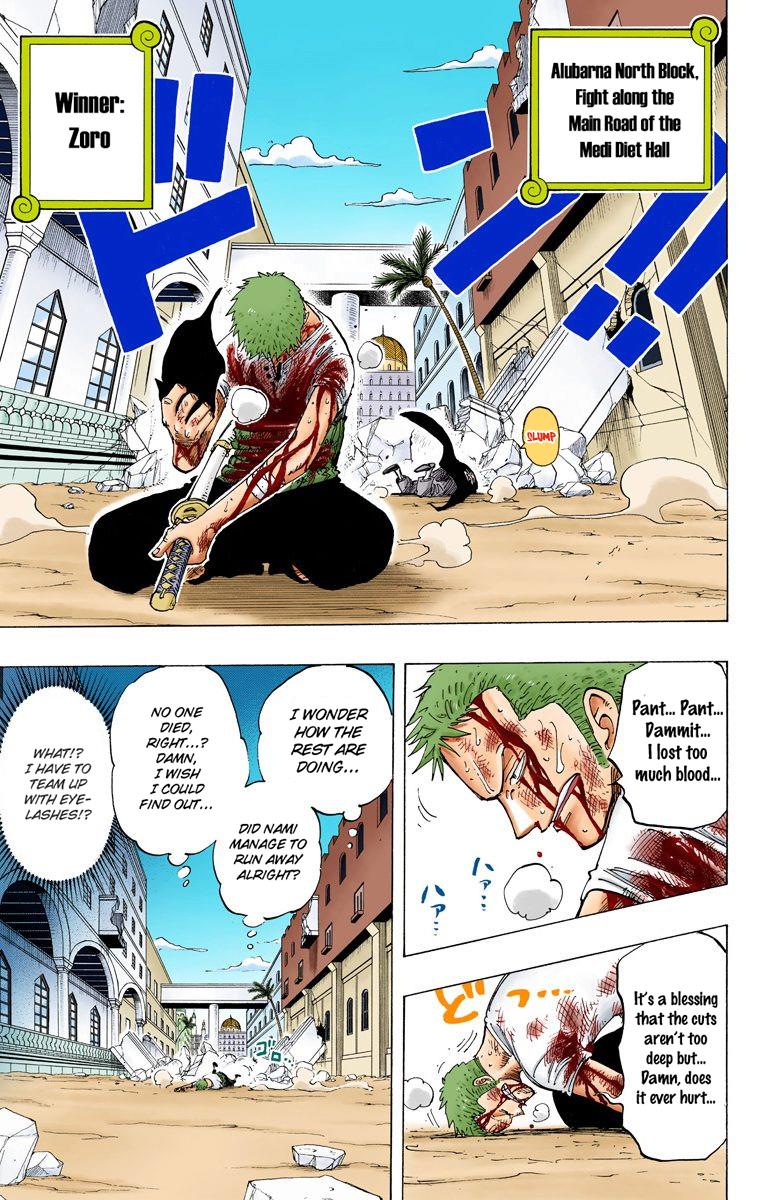 Alubarna North Block,
Fight along the
Main Road of the
Medi Diet Hall
Winner:
Zoro
ドドン
SLUMP
Pant... Pant...
Dammit...
I lost too
much blood...
ハァ…
ハァ…
It's a blessing
that the cuts
aren't too
deep but...
Damn, does
it ever hurt...
I WONDER
HOW THE
REST ARE
DOING...
DID NAMI
MANAGE TO
RUN AWAY
ALRIGHT?
NO ONE
DIED,
RIGHT...?
DAMN,
I WISH
I COULD
FIND OUT...
WHAT!?
I HAVE TO
TEAM UP
WITH EYE-
LASHES!?
ゴロ…